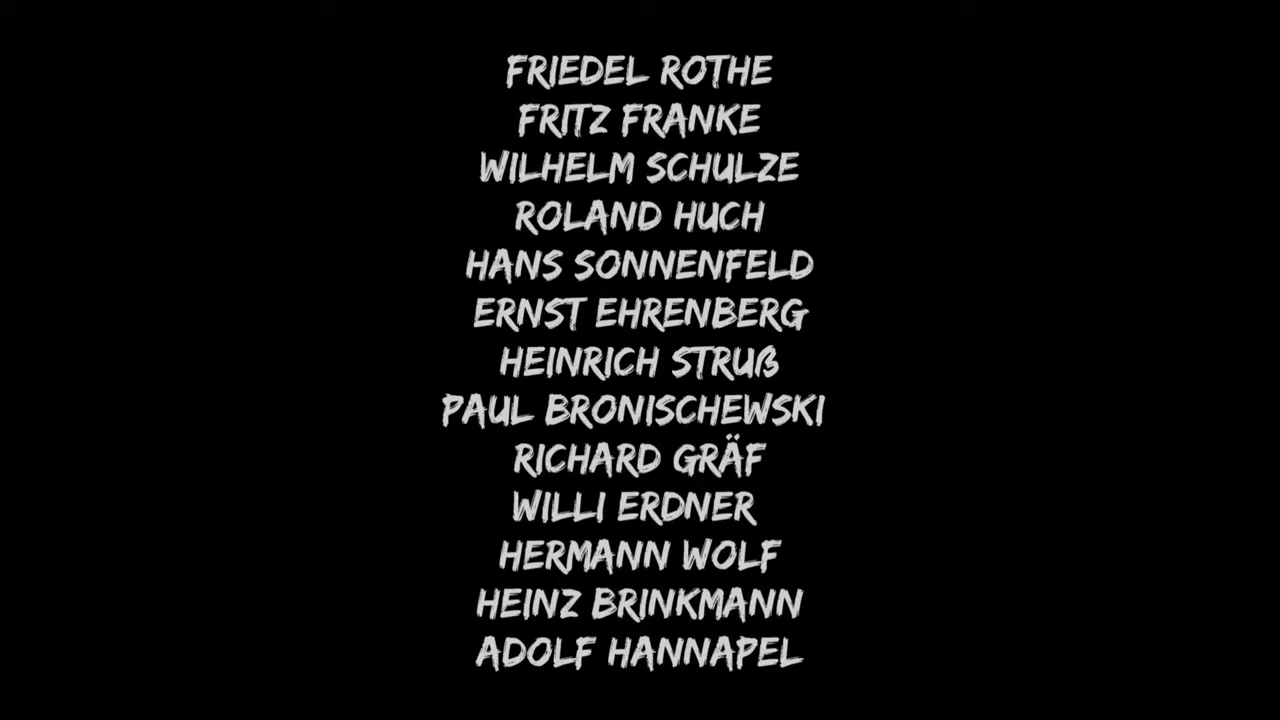 FRIEDEL ROTHE
FRITZ FRANKE
WILHELM SCHULZE
ROLAND HUCH
HANS SONNENFELD
ERNST EHRENBERG
HEINRICH STRUß
PAUL BRONISCHEWSKI
RICHARD GRÄF
WILLI ERDNER
HERMANN WOLF
HEINZ BRINKMANN
ADOLF HANNAPEL